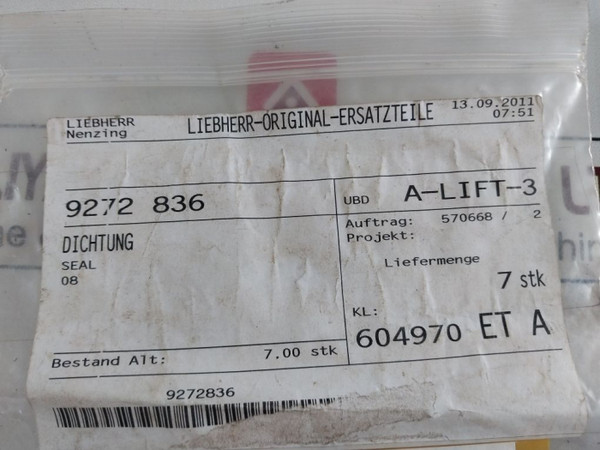 LIEBHERR
Nenzing
LIEBHERR-ORIGINAL-ERSATZTEILE
13.09.2011
07:51
9272 836
UBD A-LIFT-3
DICHTUNG
SEAL
08
Auftrag: 570668 / 2
Projekt:
Liefermenge
7 stk
KL:
604970 ET A
Bestand Alt: 7.00 stk
9272836